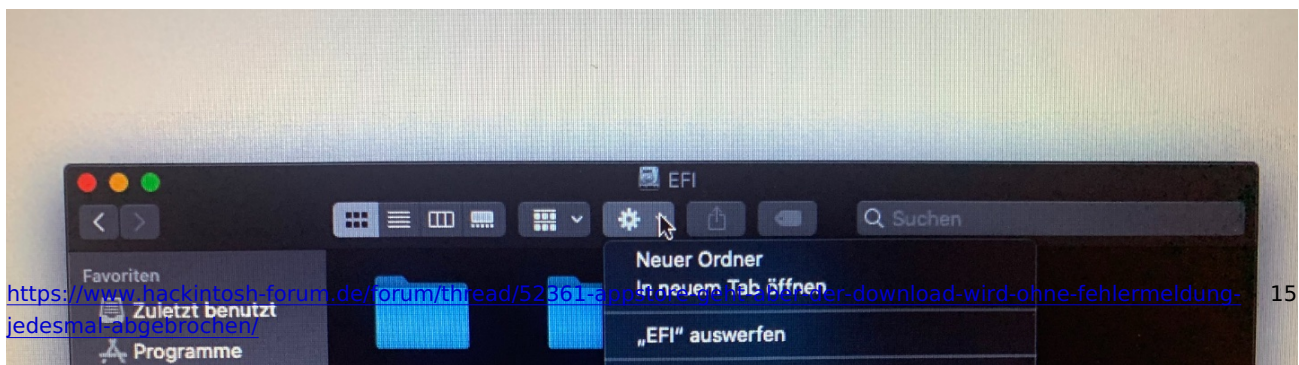 EFI
Suchen
Favoriten
Neuer Ordner
In neuem Tab öffnen
https://www.hackintosh-forum.de/forum/thread/52361-appstore-geht-aber-der-download-wird-ohne-fehlermeldung-
15
Zuletzt benutzt
jedesmal-abgebrochen/
„EFI“ auswerfen
Programme